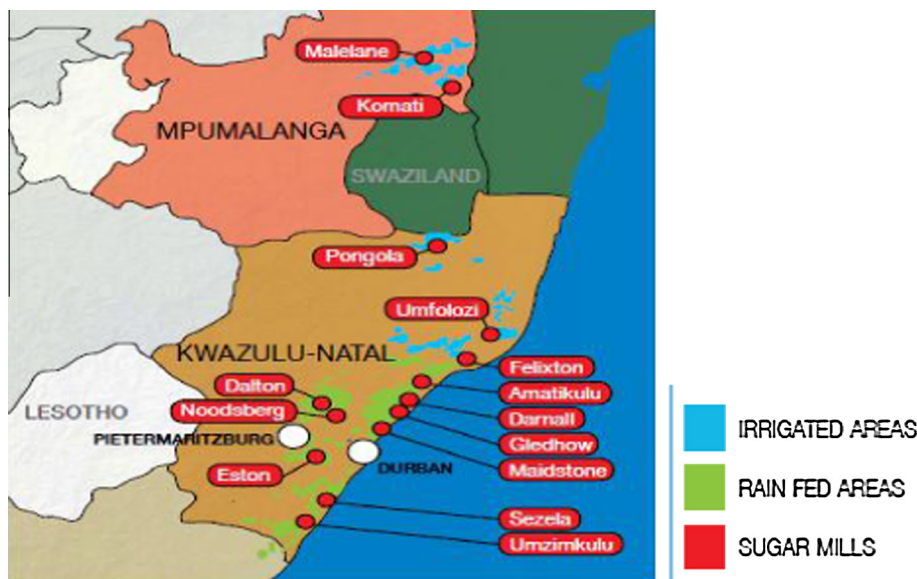 Malelane
Komati
MPUMALANGA
SWAZILAND
Pongola
Umfolozi
KWAZULU-NATAL
Felixton
Dalton
Amatikulu
LESOTHO
Noodsberg
Darnall
PIETERMARITZBURG
Gledhow
DURBAN
Maidstone
Eston
Sezela
Umzimkulu
IRRIGATED AREAS
RAIN FED AREAS
SUGAR MILLS